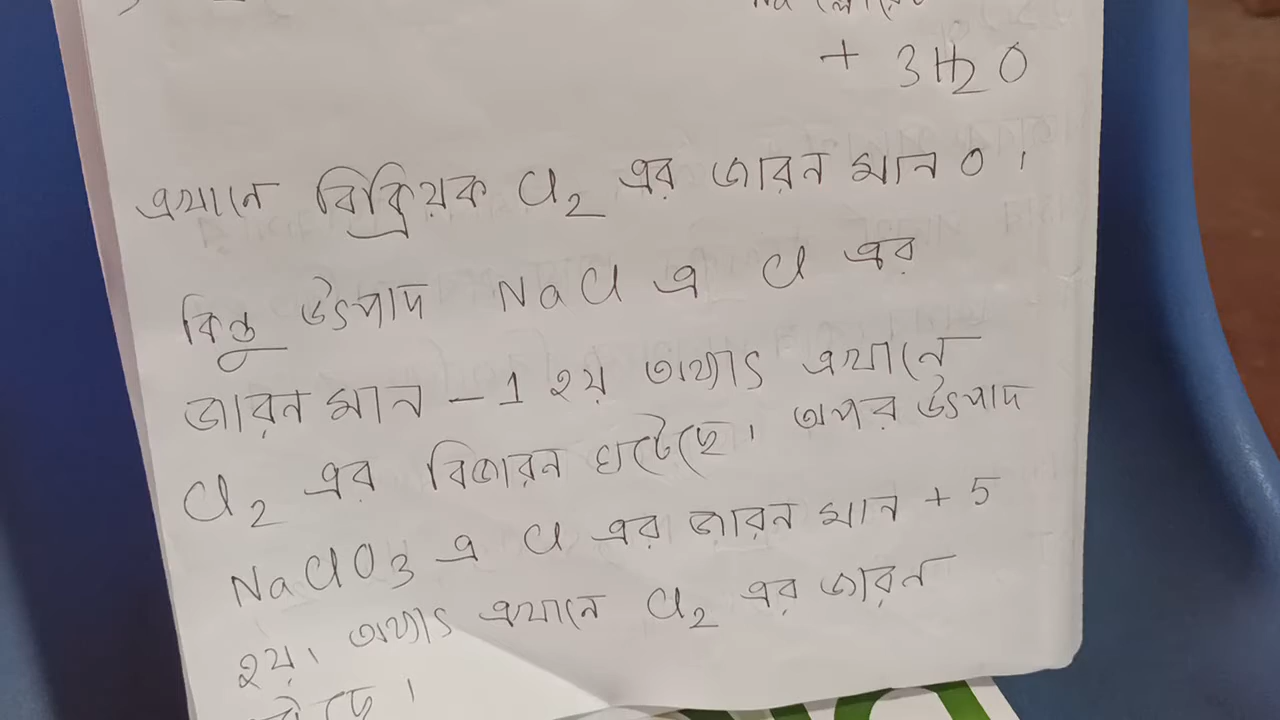 + 3H2O
এখানে বিক্রিয়ক Cl2 এর জারন মান 0।
কিন্তু উৎপাদ NaCl এ Cl এর
জারন মান -1 হয় অর্থাৎ এখানে
Cl2 এর বিজারন ঘটেছে। অপর উৎপাদ
NaClO3 এ Cl এর জারন মান +5
হয়। অর্থাৎ এখানে Cl2 এর জারন